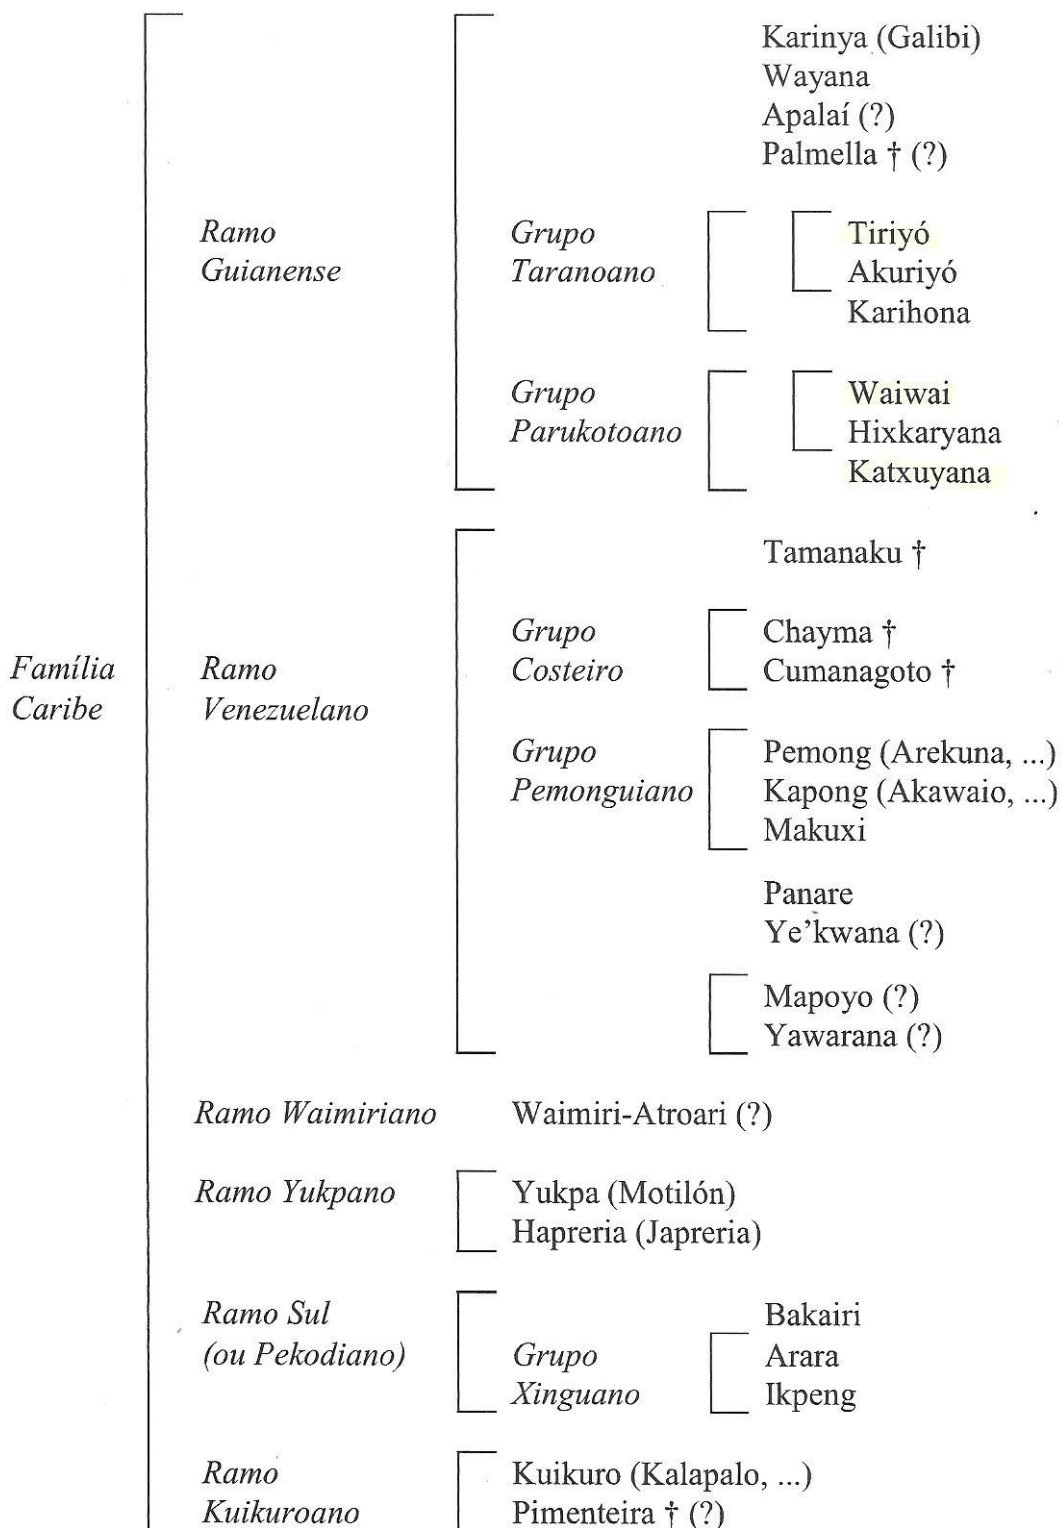 Karinya (Galibi)
Wayana
Apalaí (?)
Palmella † (?)
Ramo
Guianense
Grupo
Taranoano
Tiriyó
Akuriyó
Karihona
Grupo
Parukotoano
Waiwai
Hixkaryana
Katxuyana
Tamanaku †
Família
Caribe
Ramo
Venezuelano
Grupo
Costeiro
Chayma †
Cumanagoto †
Grupo
Pemonguiano
Pemong (Arekuna, ...)
Kapong (Akawaio, ...)
Makuxi
Panare
Ye’kwana (?)
Mapoyo (?)
Yawarana (?)
Ramo Waimiriano
Waimiri-Atroari (?)
Ramo Yukpano
Yukpa (Motilón)
Hapreria (Japreria)
Ramo Sul
(ou Pekodiano)
Bakairi
Grupo
Xinguano
Arara
Ikpeng
Ramo
Kuikuroano
Kuikuro (Kalapalo, ...)
Pimenteira † (?)